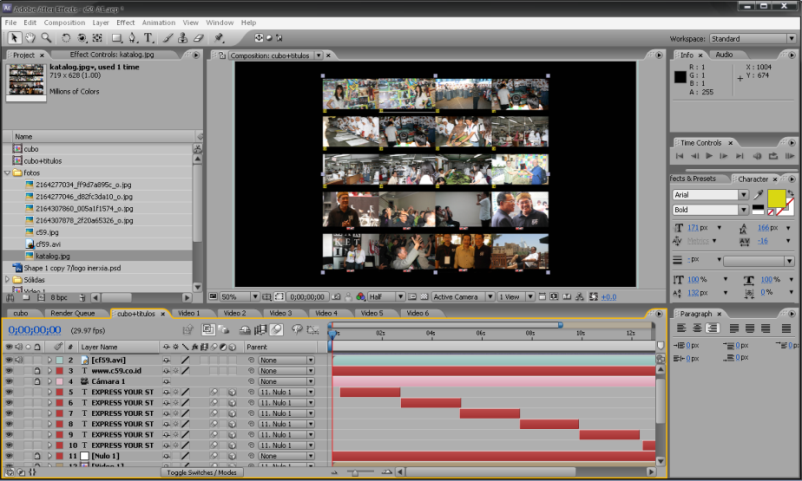 Adobe After Effects - c59 AE.aep *
File Edit Composition Layer Effect Animation View Window Help
Workspace: Standard
Project × Effect Controls: katalog.jpg
katalog.jpg▾, used 1 time
719 x 628 (1.00)
Millions of Colors
Name
cubo
cubo+titulos
fotos
2164277034_ff9d7a895c_o.jpg
2164277046_d82fc3da10_o.jpg
2164307860_005a1f1574_o.jpg
2164307878_2f20a65326_o.jpg
c59.jpg
cf59.avi
katalog.jpg
Shape 1 copy 7/logo inerxia.psd
Sólidas
Video 1
8 bpc
Composition: cubo+titulos
50% 0;00;00;00 Half Active Camera 1 View +0.0
Info × Audio
R : 1
G : 1
B : 1
A : 255
X : 1004
Y : 674
Time Controls ×
ffects & Presets Character ×
Arial
Bold
171 px 166 px
Metrics -16
- px
100 % 100 %
132 px 0 %
Paragraph ×
0 px 0 px 0 px
0 px 0 px
cubo Render Queue cubo+titulos × Video 1 Video 2 Video 3 Video 4 Video 5 Video 6
0;00;00;00 (29.97 fps)
0s 02s 04s 06s 08s 10s 12s
# Layer Name Parent
2 [cf59.avi] None
3 T www.c59.co.id None
4 Cámara 1 None
5 T EXPRESS YOUR ST 11. Nulo 1
6 T EXPRESS YOUR ST 11. Nulo 1
7 T EXPRESS YOUR ST 11. Nulo 1
8 T EXPRESS YOUR ST 11. Nulo 1
9 T EXPRESS YOUR ST 11. Nulo 1
10 T EXPRESS YOUR ST 11. Nulo 1
11 [Nulo 1] None
12 [Video 1] None
Toggle Switches / Modes